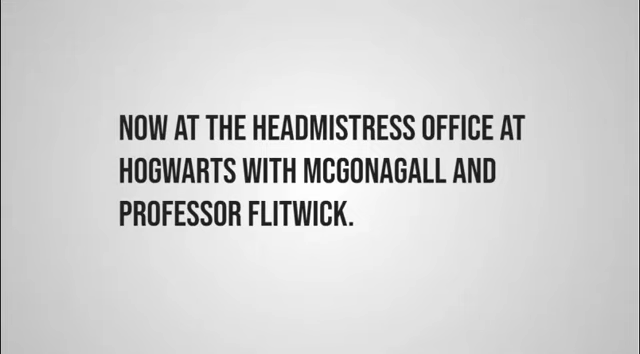 NOW AT THE HEADMISTRESS OFFICE AT
HOGWARTS WITH MCGONAGALL AND
PROFESSOR FLITWICK.